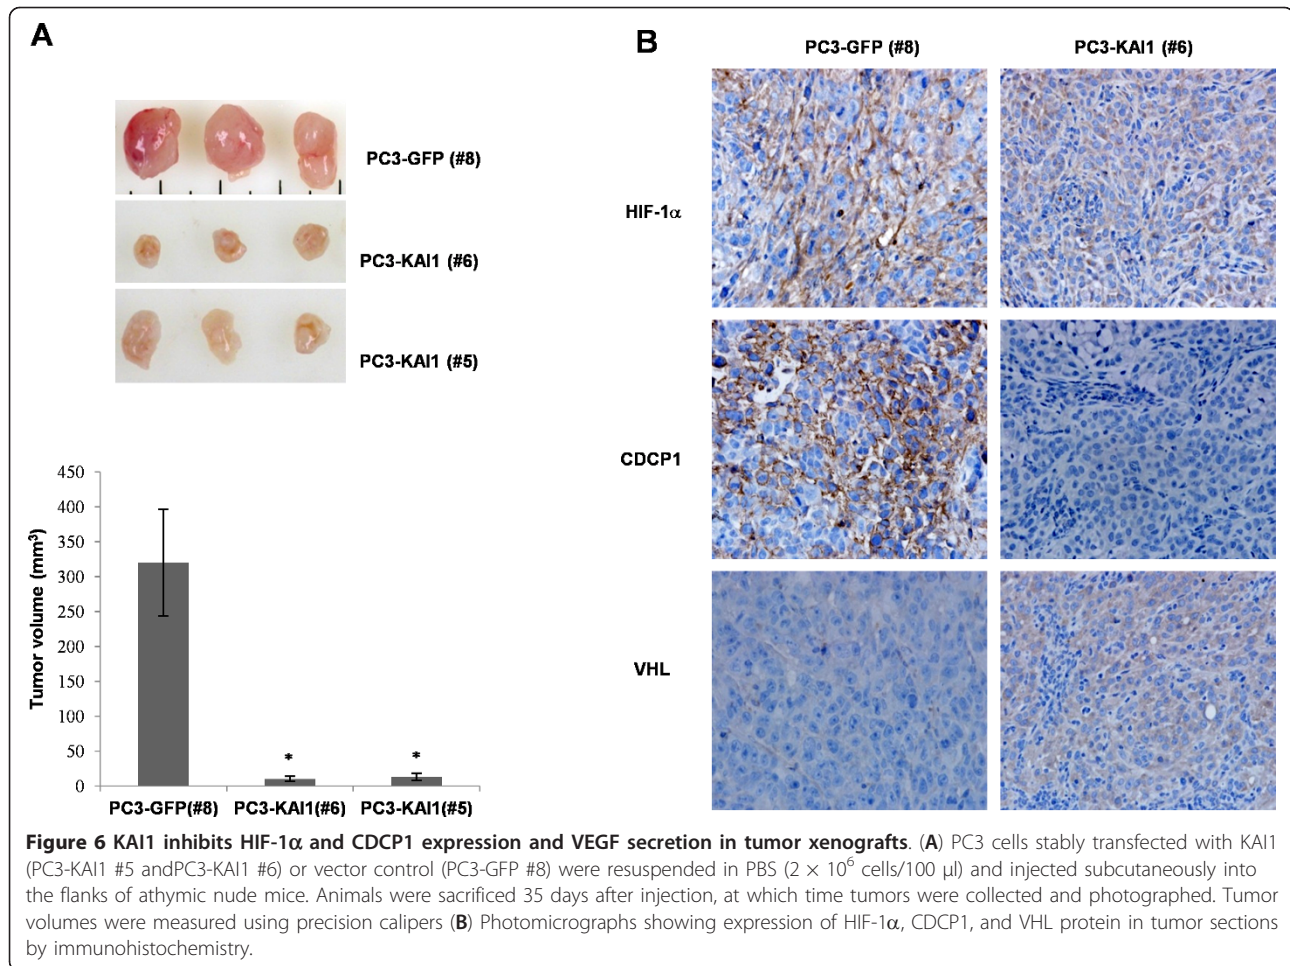 A
PC3-GFP (#8)
PC3-KAI1 (#6)
PC3-KAI1 (#5)
450
400
350
300
250
200
150
100
50
0
Tumor volume (mm³)
*
*
PC3-GFP(#8) PC3-KAI1(#6) PC3-KAI1(#5)
B
PC3-GFP (#8) PC3-KAI1 (#6)
HIF-1α
CDCP1
VHL
Figure 6 KAI1 inhibits HIF-1α and CDCP1 expression and VEGF secretion in tumor xenografts. (A) PC3 cells stably transfected with KAI1
(PC3-KAI1 #5 andPC3-KAI1 #6) or vector control (PC3-GFP #8) were resuspended in PBS (2 × 10⁶ cells/100 μl) and injected subcutaneously into
the flanks of athymic nude mice. Animals were sacrificed 35 days after injection, at which time tumors were collected and photographed. Tumor
volumes were measured using precision calipers (B) Photomicrographs showing expression of HIF-1α, CDCP1, and VHL protein in tumor sections
by immunohistochemistry.